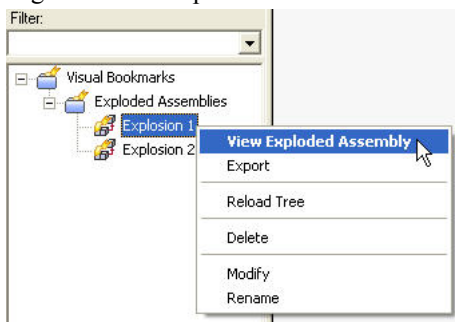 Filter:
Visual Bookmarks
Exploded Assemblies
Explosion 1
Explosion 2
View Exploded Assembly
Export
Reload Tree
Delete
Modify
Rename